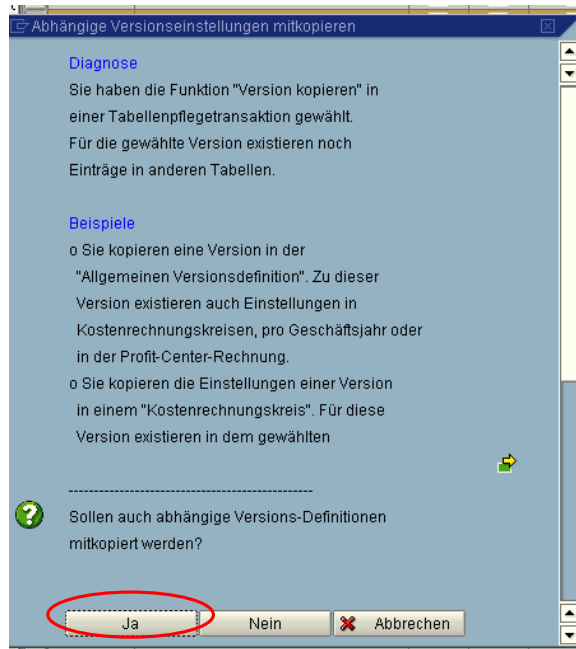 Abhängige Versionseinstellungen mitkopieren
Diagnose
Sie haben die Funktion "Version kopieren" in
einer Tabellenpflegetransaktion gewählt.
Für die gewählte Version existieren noch
Einträge in anderen Tabellen.
Beispiele
o Sie kopieren eine Version in der
"Allgemeinen Versionsdefinition". Zu dieser
Version existieren auch Einstellungen in
Kostenrechnungskreisen, pro Geschäftsjahr oder
in der Profit-Center-Rechnung.
o Sie kopieren die Einstellungen einer Version
in einem "Kostenrechnungskreis". Für diese
Version existieren in dem gewählten
-------------------------------------------------
Sollen auch abhängige Versions-Definitionen
mitkopiert werden?
Ja Nein Abbrechen